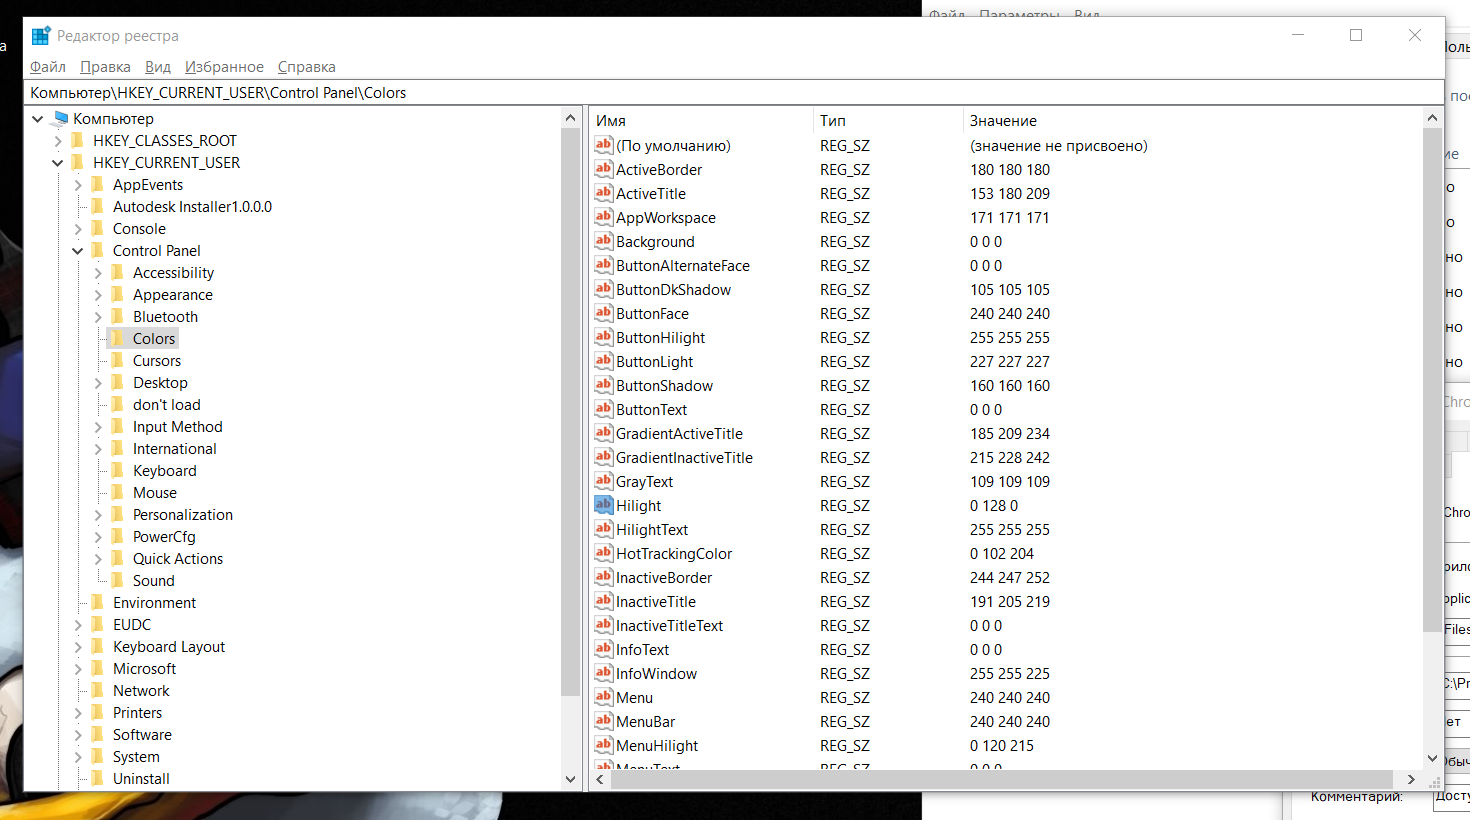 Файл Параметры Вид
Редактор реестра
Файл Правка Вид Избранное Справка
Компьютер\HKEY_CURRENT_USER\Control Panel\Colors
Компьютер
HKEY_CLASSES_ROOT
HKEY_CURRENT_USER
AppEvents
Autodesk Installer1.0.0.0
Console
Control Panel
Accessibility
Appearance
Bluetooth
Colors
Cursors
Desktop
don't load
Input Method
International
Keyboard
Mouse
Personalization
PowerCfg
Quick Actions
Sound
Environment
EUDC
Keyboard Layout
Microsoft
Network
Printers
Software
System
Uninstall
Имя Тип Значение
(По умолчанию) REG_SZ (значение не присвоено)
ActiveBorder REG_SZ 180 180 180
ActiveTitle REG_SZ 153 180 209
AppWorkspace REG_SZ 171 171 171
Background REG_SZ 0 0 0
ButtonAlternateFace REG_SZ 0 0 0
ButtonDkShadow REG_SZ 105 105 105
ButtonFace REG_SZ 240 240 240
ButtonHilight REG_SZ 255 255 255
ButtonLight REG_SZ 227 227 227
ButtonShadow REG_SZ 160 160 160
ButtonText REG_SZ 0 0 0
GradientActiveTitle REG_SZ 185 209 234
GradientInactiveTitle REG_SZ 215 228 242
GrayText REG_SZ 109 109 109
Hilight REG_SZ 0 128 0
HilightText REG_SZ 255 255 255
HotTrackingColor REG_SZ 0 102 204
InactiveBorder REG_SZ 244 247 252
InactiveTitle REG_SZ 191 205 219
InactiveTitleText REG_SZ 0 0 0
InfoText REG_SZ 0 0 0
InfoWindow REG_SZ 255 255 225
Menu REG_SZ 240 240 240
MenuBar REG_SZ 240 240 240
MenuHilight REG_SZ 0 120 215
MenuText REG_SZ 0 0 0
Комментарий: